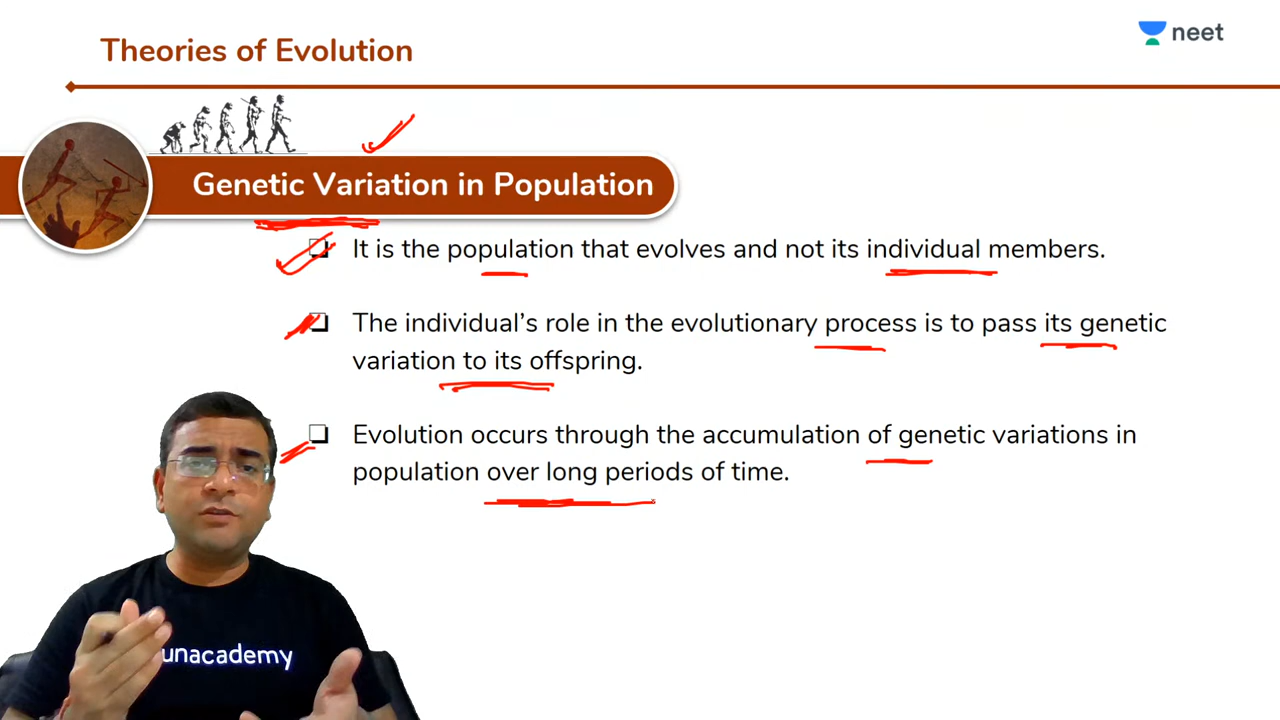 Theories of Evolution
neet
Genetic Variation in Population
It is the population that evolves and not its individual members.
The individual's role in the evolutionary process is to pass its genetic
variation to its offspring.
Evolution occurs through the accumulation of genetic variations in
population over long periods of time.
unacademy